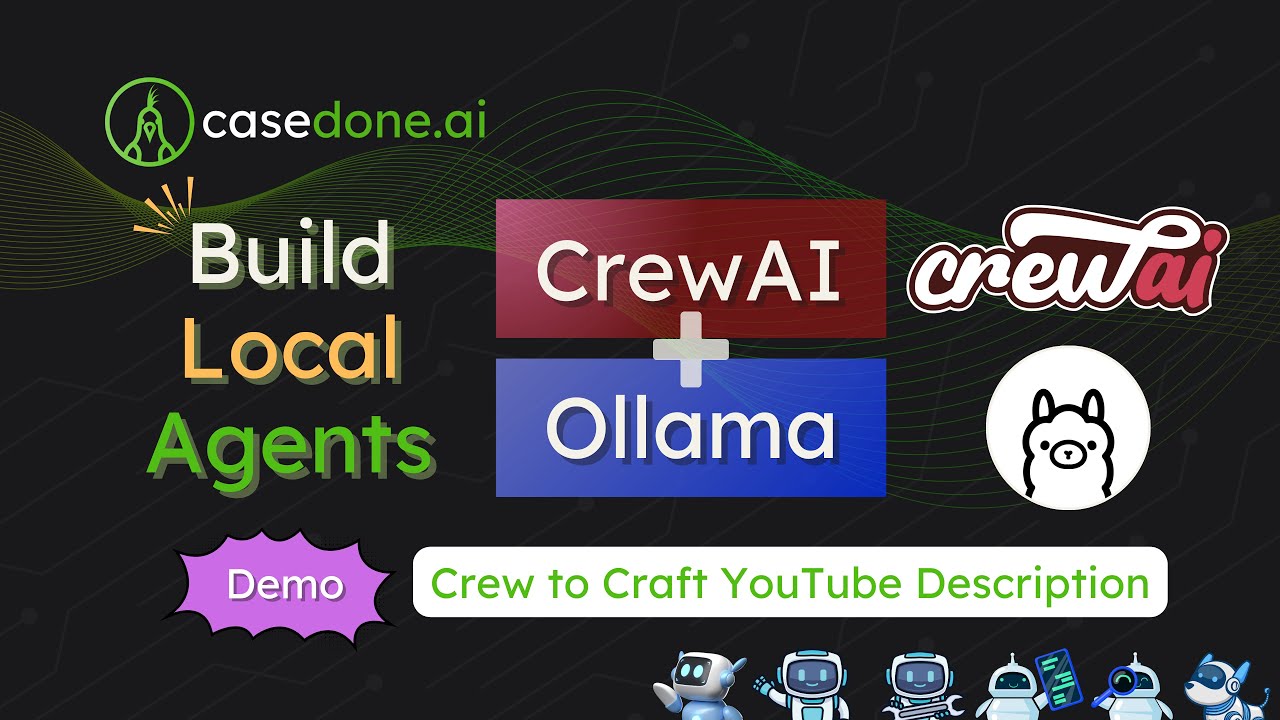 casedone.ai
Build
Local
Agents
CrewAI
+
Ollama
crewai
Demo
Crew to Craft YouTube Description